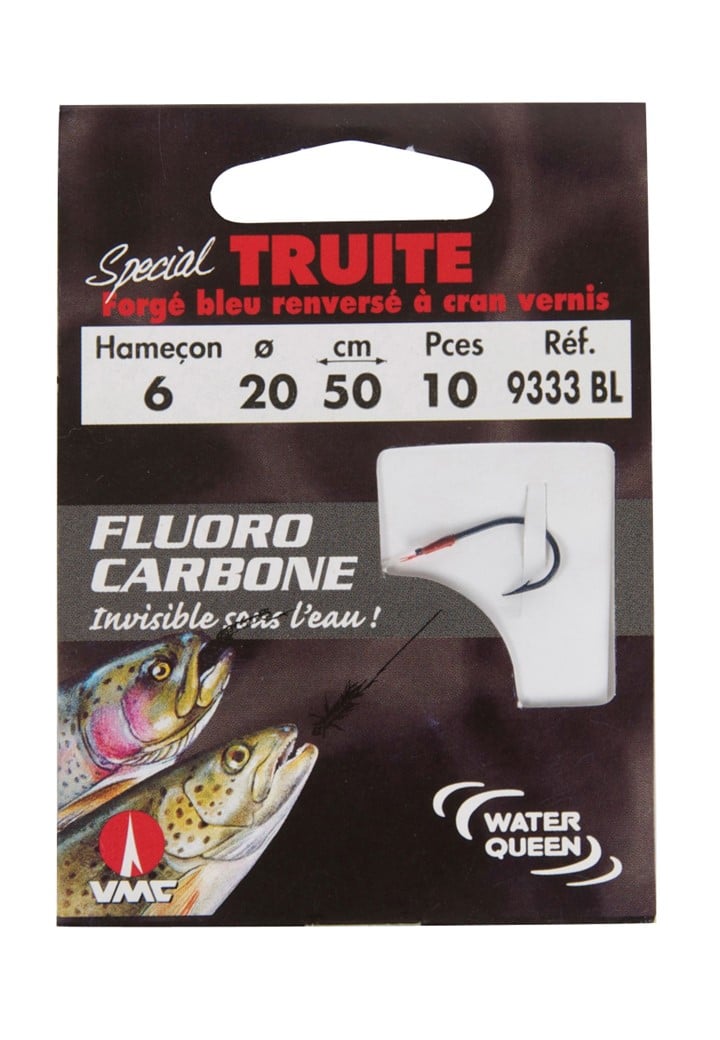 Special TRUITE
Forgé bleu renversé à cran vernis
Hameçon ø cm Pces Réf.
6 20 50 10 9333 BL
FLUORO
CARBONE
Invisible sous l'eau !
WATER
QUEEN
VMC